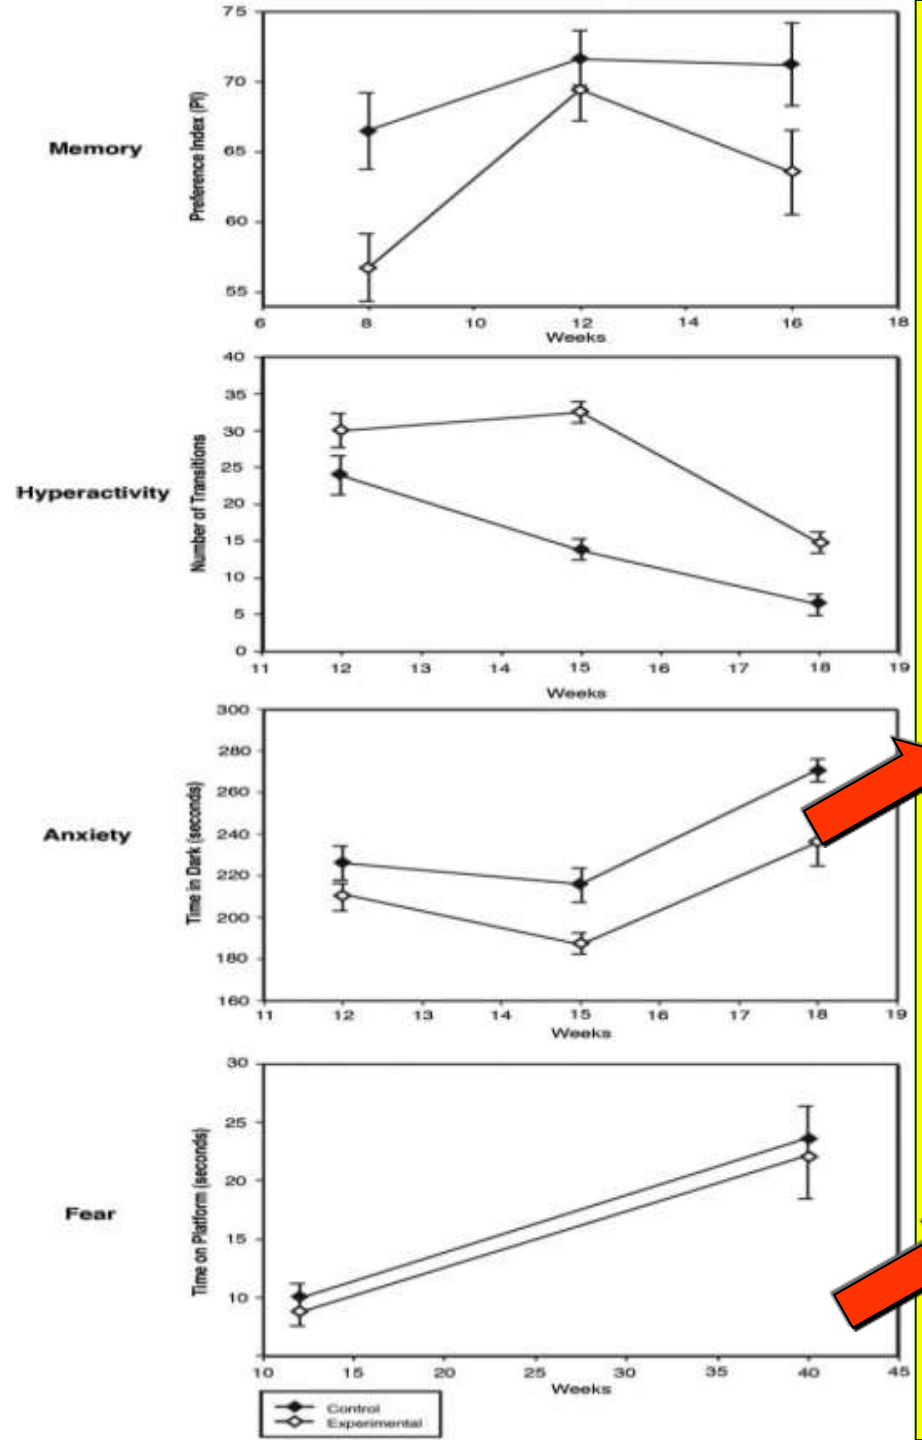 75
70
Memory
Preference Index (PI)
65
60
55
6 8 10 12 14 16 18
Weeks
40
35
30
25
Hyperactivity
Number of Transitions
20
15
10
5
0
11 12 13 14 15 16 17 18 19
Weeks
300
280
260
Anxiety
Time in Dark (seconds)
240
220
200
180
160
11 12 13 14 15 16 17 18 19
Weeks
30
25
20
Fear
Time on Platform (seconds)
15
10
10 15 20 25 30 35 40 45
Weeks
Control
Experimental